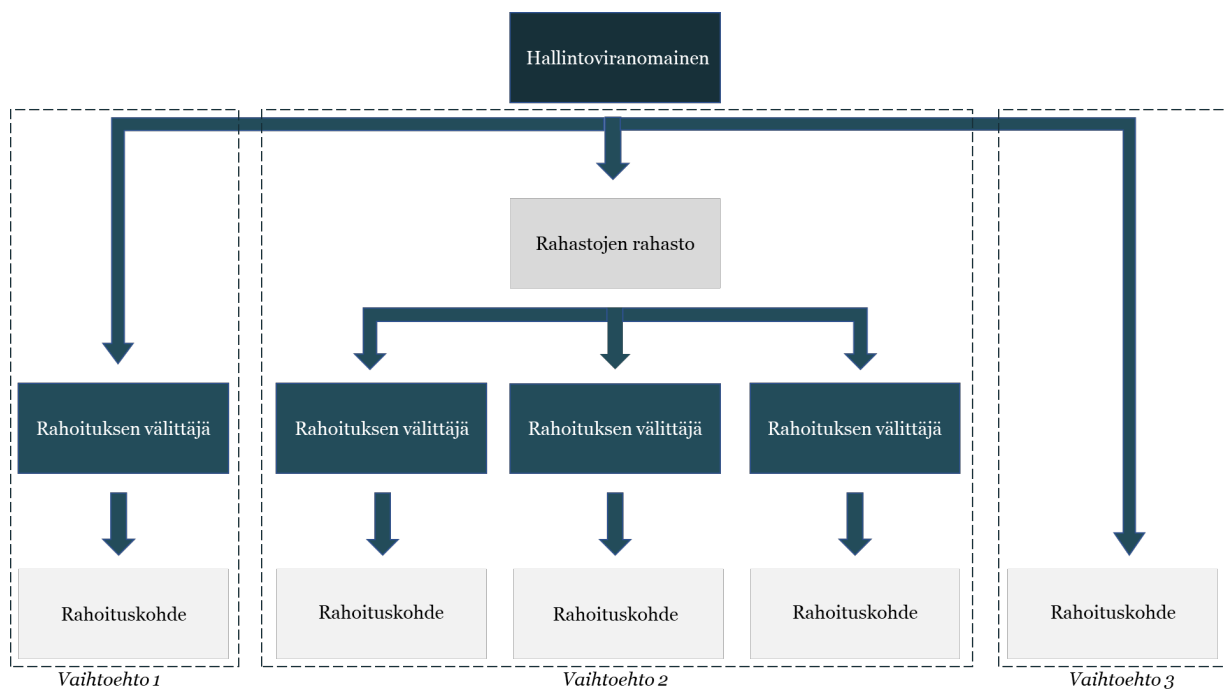 Hallintoviranomainen
Rahastojen rahasto
Rahoituksen välittäjä
Rahoituksen välittäjä
Rahoituksen välittäjä
Rahoituksen välittäjä
Rahoituskohde
Rahoituskohde
Rahoituskohde
Rahoituskohde
Rahoituskohde
Vaihtoehto 1
Vaihtoehto 2
Vaihtoehto 3